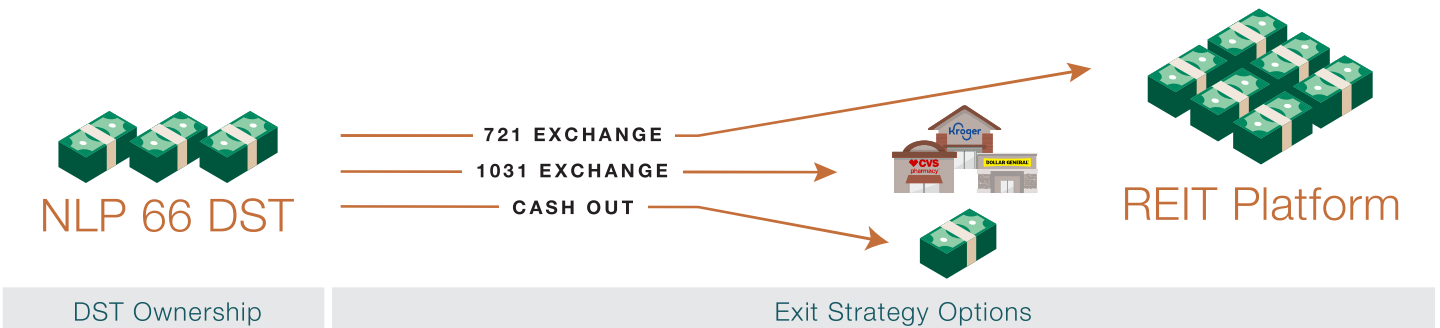 NLP 66 DST
721 EXCHANGE
1031 EXCHANGE
CASH OUT
Kroger
CVS
pharmacy
DOLLAR GENERAL
REIT Platform
DST Ownership
Exit Strategy Options